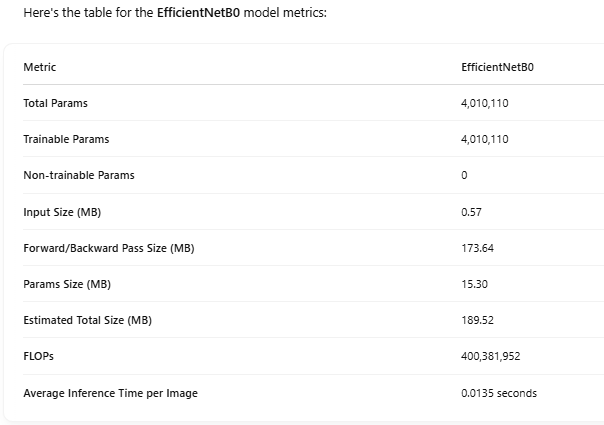 Here's the table for the EfficientNetB0 model metrics:
Metric EfficientNetB0
Total Params 4,010,110
Trainable Params 4,010,110
Non-trainable Params 0
Input Size (MB) 0.57
Forward/Backward Pass Size (MB) 173.64
Params Size (MB) 15.30
Estimated Total Size (MB) 189.52
FLOPs 400,381,952
Average Inference Time per Image 0.0135 seconds